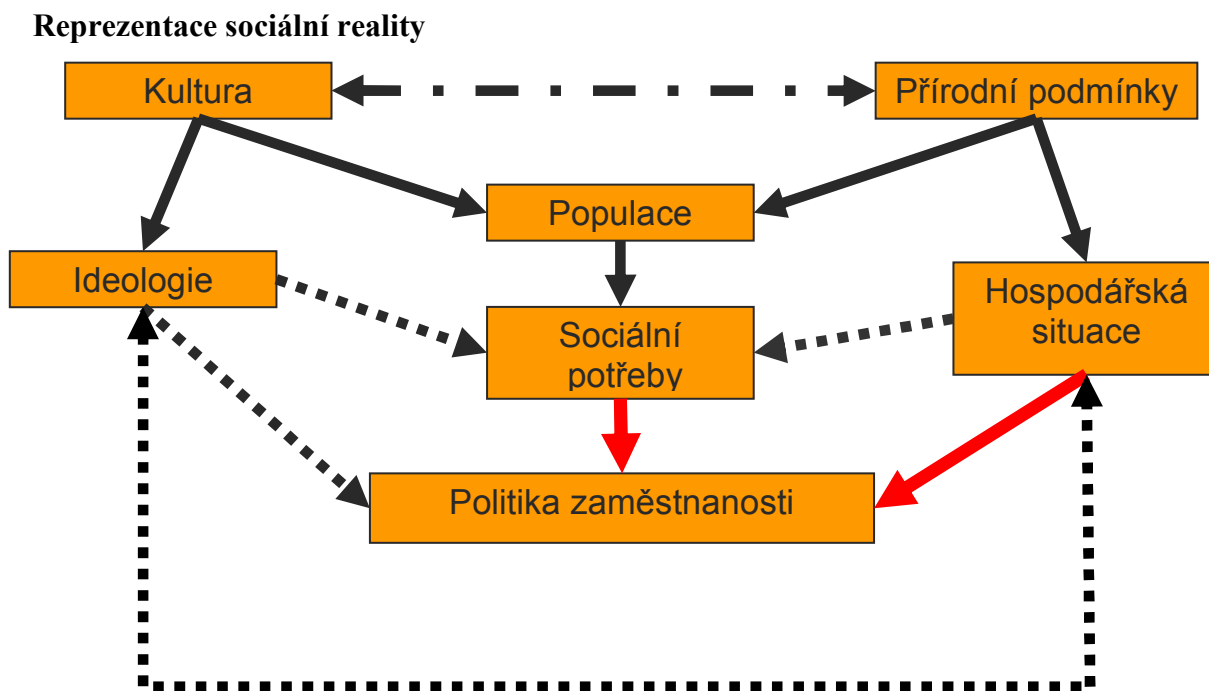 Reprezentace sociální reality
Kultura
Přírodní podmínky
Populace
Ideologie
Hospodářská
situace
Sociální
potřeby
Politika zaměstnanosti